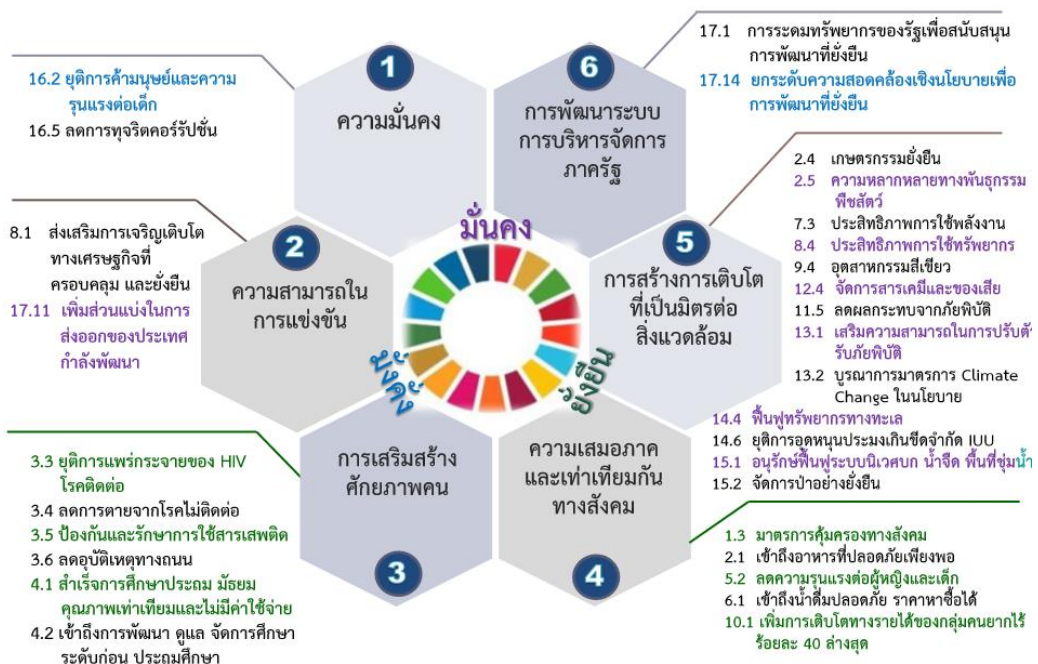 1
ความมั่นคง
16.2 ยุติการค้ามนุษย์และความ
รุนแรงต่อเด็ก
16.5 ลดการทุจริตคอร์รัปชั่น
2
ความสามารถใน
การแข่งขัน
8.1 ส่งเสริมการเจริญเติบโต
ทางเศรษฐกิจที่
ครอบคลุม และยั่งยืน
17.11 เพิ่มส่วนแบ่งในการ
ส่งออกของประเทศ
กำลังพัฒนา
การเสริมสร้าง
ศักยภาพคน
3
3.3 ยุติการแพร่กระจายของ HIV
โรคติดต่อ
3.4 ลดการตายจากโรคไม่ติดต่อ
3.5 ป้องกันและรักษาการใช้สารเสพติด
3.6 ลดอุบัติเหตุทางถนน
4.1 สำเร็จการศึกษาประถม มัธยม
คุณภาพเท่าเทียมและไม่มีค่าใช้จ่าย
4.2 เข้าถึงการพัฒนา ดูแล จัดการศึกษา
ระดับก่อน ประถมศึกษา
มั่นคง
มั่งคั่ง
ยั่งยืน
6
การพัฒนาระบบ
การบริหารจัดการ
ภาครัฐ
17.1 การระดมทรัพยากรของรัฐเพื่อสนับสนุน
การพัฒนาที่ยั่งยืน
17.14 ยกระดับความสอดคล้องเชิงนโยบายเพื่อ
การพัฒนาที่ยั่งยืน
5
การสร้างการเติบโต
ที่เป็นมิตรต่อ
สิ่งแวดล้อม
2.4 เกษตรกรรมยั่งยืน
2.5 ความหลากหลายทางพันธุกรรม
พืชสัตว์
7.3 ประสิทธิภาพการใช้พลังงาน
8.4 ประสิทธิภาพการใช้ทรัพยากร
9.4 อุตสาหกรรมสีเขียว
12.4 จัดการสารเคมีและของเสีย
11.5 ลดผลกระทบจากภัยพิบัติ
13.1 เสริมความสามารถในการปรับตัว
รับภัยพิบัติ
13.2 บูรณาการมาตรการ Climate
Change ในนโยบาย
14.4 ฟื้นฟูทรัพยากรทางทะเล
14.6 ยุติการอุดหนุนประมงเกินขีดจำกัด IUU
15.1 อนุรักษ์ฟื้นฟูระบบนิเวศบก น้ำจืด พื้นที่ชุ่มน้ำ
15.2 จัดการป่าอย่างยั่งยืน
ความเสมอภาค
และเท่าเทียมกัน
ทางสังคม
4
1.3 มาตรการคุ้มครองทางสังคม
2.1 เข้าถึงอาหารที่ปลอดภัยเพียงพอ
5.2 ลดความรุนแรงต่อผู้หญิงและเด็ก
6.1 เข้าถึงน้ำดื่มปลอดภัย ราคาหาซื้อได้
10.1 เพิ่มการเติบโตทางรายได้ของกลุ่มคนยากไร้
ร้อยละ 40 ล่างสุด